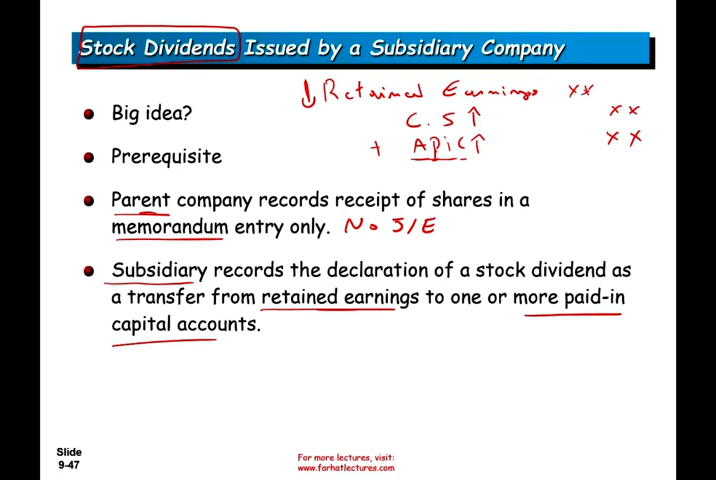 Stock Dividends Issued by a Subsidiary Company
↓ Retained Earnings xx
Big idea?
C.S ↑ xx
+ APiC ↑ xx
Prerequisite
Parent company records receipt of shares in a
memorandum entry only. No J/E
Subsidiary records the declaration of a stock dividend as
a transfer from retained earnings to one or more paid-in
capital accounts.
Slide
9-47
For more lectures, visit:
www.farhatlectures.com